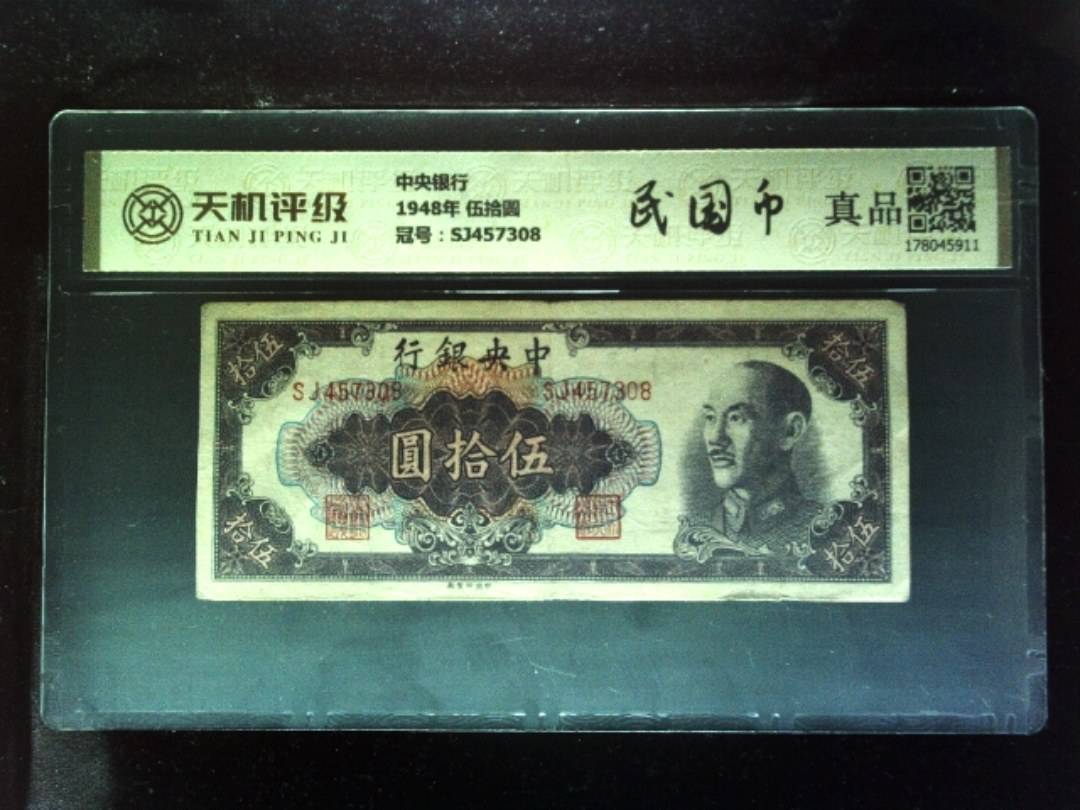 天机评级
TIAN JI PING JI
中央银行
1948年 伍拾圆
冠号：SJ457308
民国币
真品
178045911
行銀央中
SJ457308
SJ457308
圓拾伍
拾伍
拾伍
拾伍
拾伍